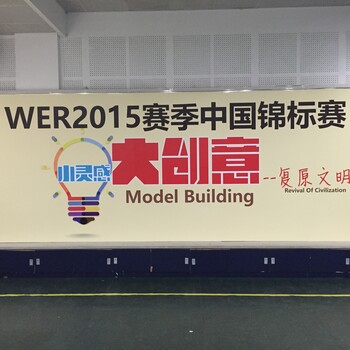 WER2015赛季中国锦标赛
小灵感
大创意
Model Building
--复原文明
Revival Of Civilization